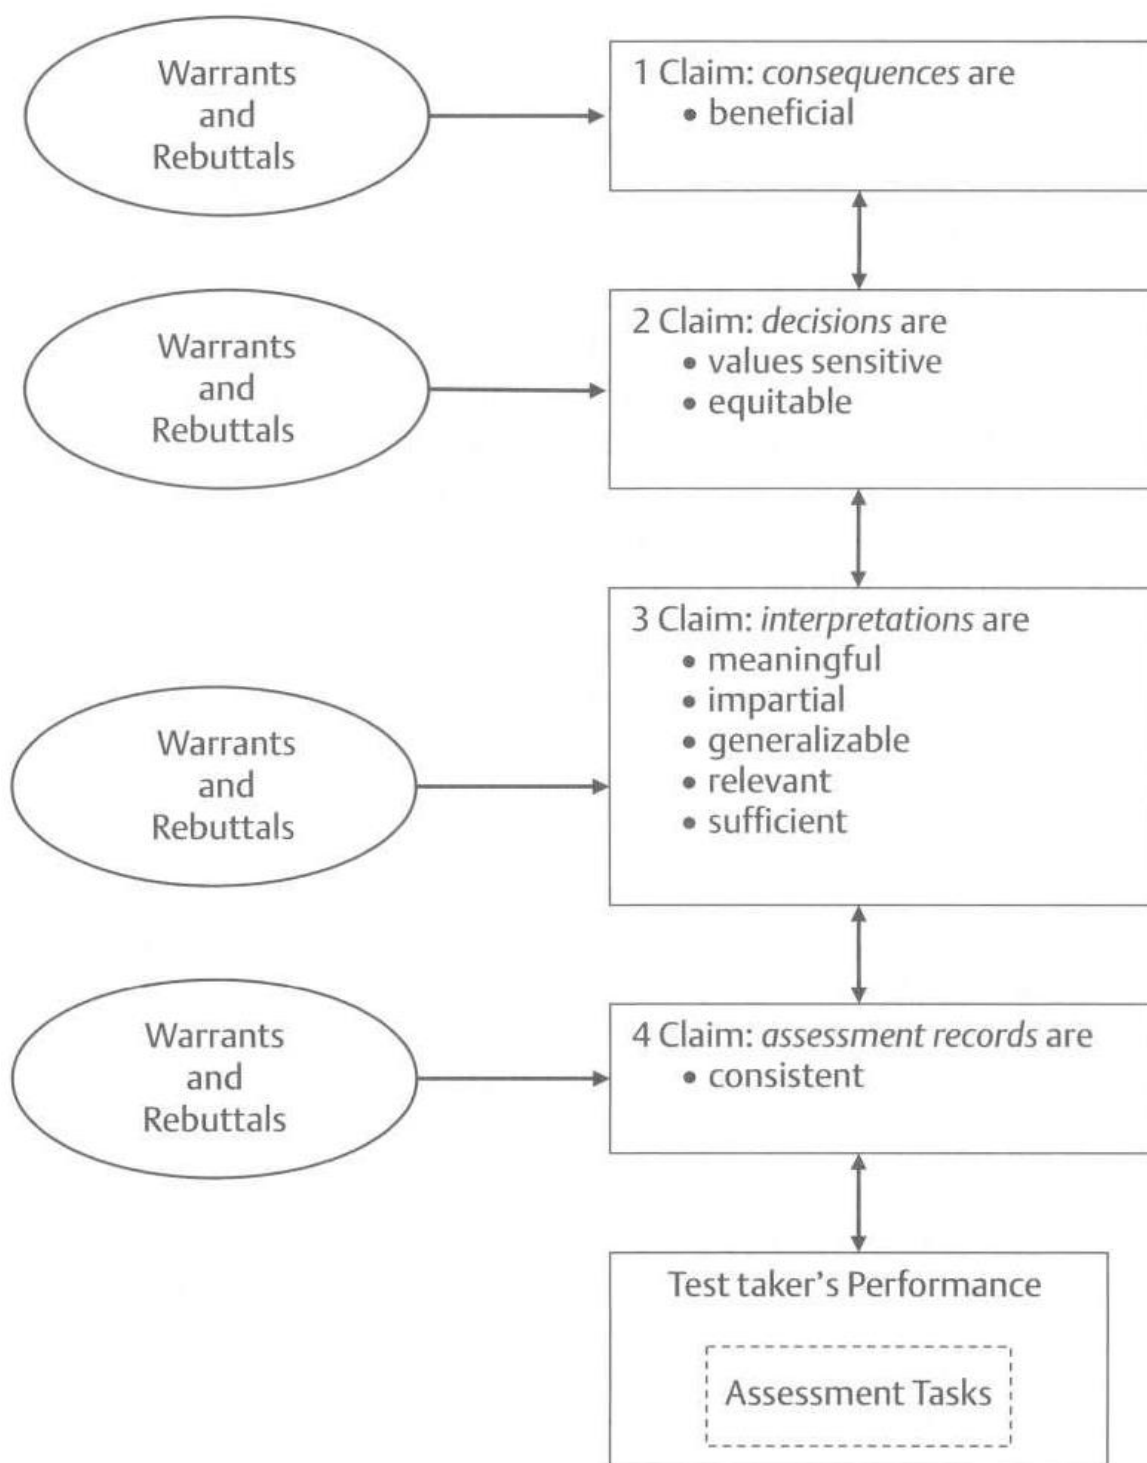 Warrants
and
Rebuttals
1 Claim: consequences are
• beneficial
Warrants
and
Rebuttals
2 Claim: decisions are
• values sensitive
• equitable
Warrants
and
Rebuttals
3 Claim: interpretations are
• meaningful
• impartial
• generalizable
• relevant
• sufficient
Warrants
and
Rebuttals
4 Claim: assessment records are
• consistent
Test taker's Performance
Assessment Tasks